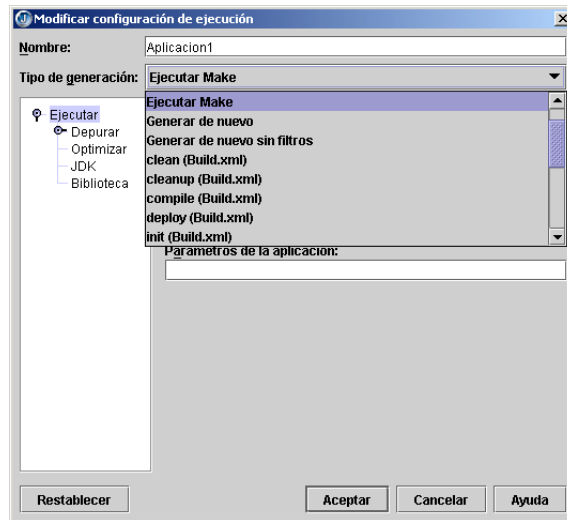 Modificar configuración de ejecución
Nombre:
Aplicacion1
Tipo de generación:
Ejecutar Make
Ejecutar Make
Generar de nuevo
Generar de nuevo sin filtros
clean (Build.xml)
cleanup (Build.xml)
compile (Build.xml)
deploy (Build.xml)
init (Build.xml)
Ejecutar
Depurar
Optimizar
JDK
Biblioteca
Parámetros de la aplicación:
Restablecer
Aceptar
Cancelar
Ayuda